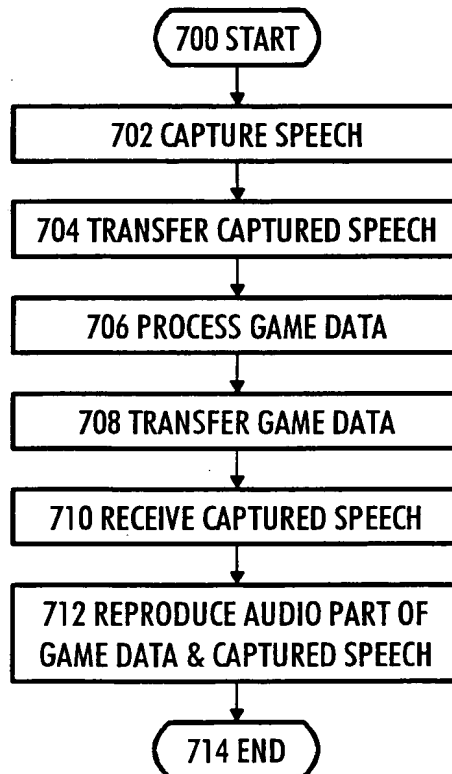 700 START
702 CAPTURE SPEECH
704 TRANSFER CAPTURED SPEECH
706 PROCESS GAME DATA
708 TRANSFER GAME DATA
710 RECEIVE CAPTURED SPEECH
712 REPRODUCE AUDIO PART OF
GAME DATA & CAPTURED SPEECH
714 END